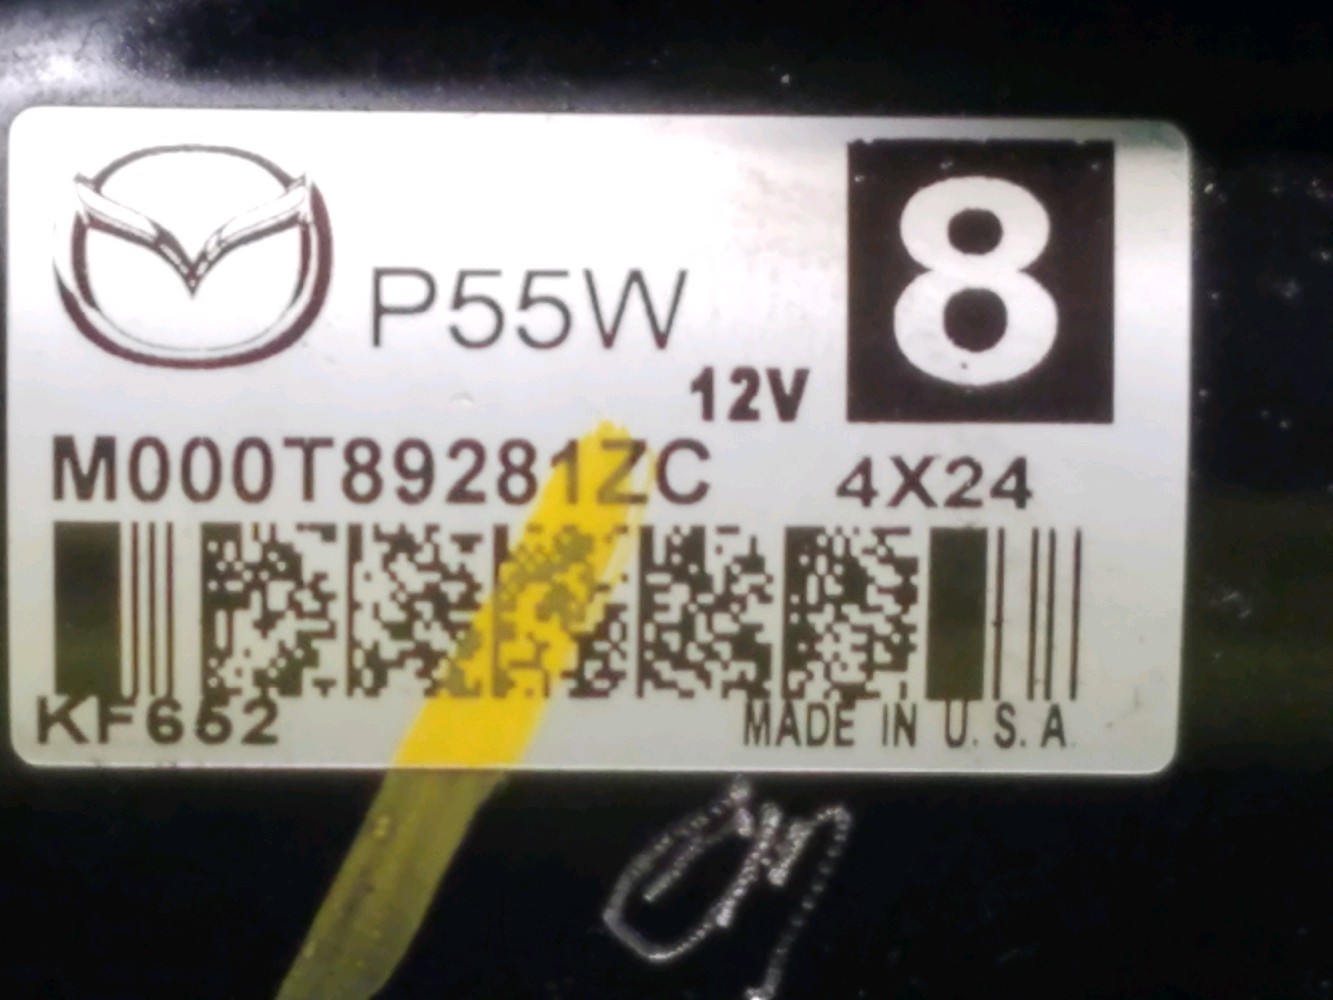 P55W
8
12V
M000T89281ZC 4X24
KF652
MADE IN U.S.A.